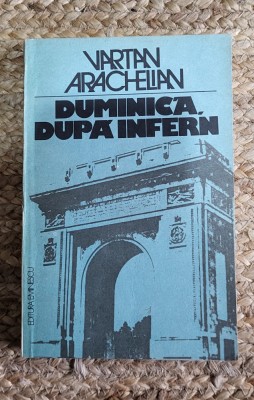 VARTAN
ARACHELIAN
DUMINICĂ,
DUPĂ INFERN
EDITURA EMINESCU